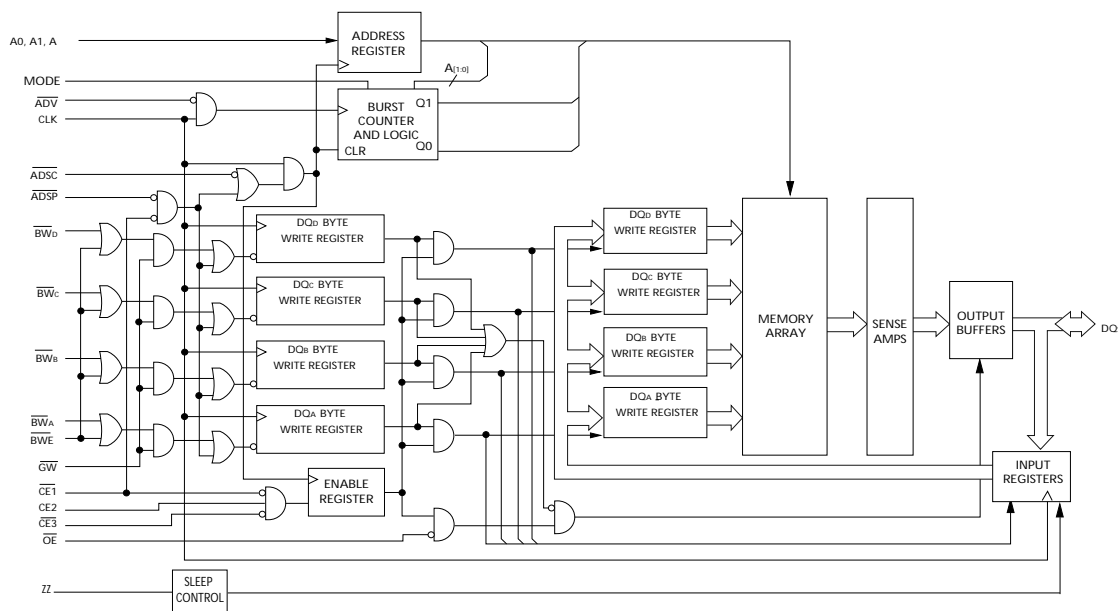 A0, A1, A
ADDRESS
REGISTER
MODE
A[1:0]
ADV
CLK
BURST
COUNTER
AND LOGIC
Q1
CLR
Q0
ADSC
ADSP
BWD
DQD BYTE
WRITE REGISTER
DQD BYTE
WRITE REGISTER
BWC
DQC BYTE
WRITE REGISTER
DQC BYTE
WRITE REGISTER
MEMORY
ARRAY
SENSE
AMPS
OUTPUT
BUFFERS
DQ
BWB
DQB BYTE
WRITE REGISTER
DQB BYTE
WRITE REGISTER
BWA
BWE
DQA BYTE
WRITE REGISTER
DQA BYTE
WRITE REGISTER
GW
CE1
CE2
CE3
OE
ENABLE
REGISTER
INPUT
REGISTERS
ZZ
SLEEP
CONTROL